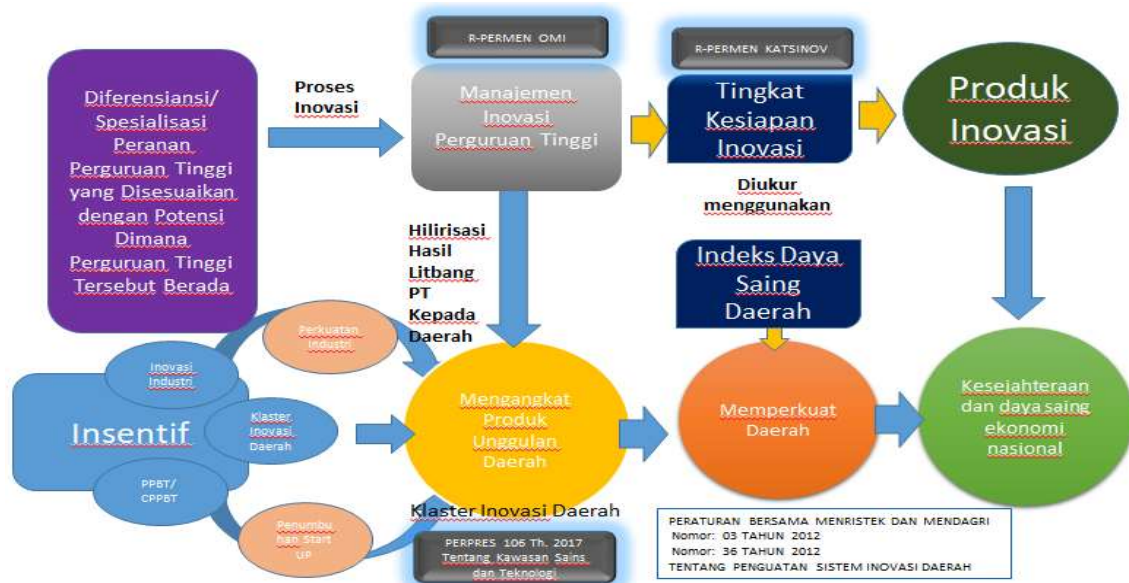 R-PERMEN OMI
R-PERMEN KATSINOV
Diferensiansi/
Spesialisasi
Peranan
Perguruan Tinggi
yang Disesuaikan
dengan Potensi
Dimana
Perguruan Tinggi
Tersebut Berada
Proses
Inovasi
Manajemen
Inovasi
Perguruan Tinggi
Tingkat
Kesiapan
Inovasi
Produk
Inovasi
Diukur
menggunakan
Hilirisasi
Hasil
Litbang
PT
Kepada
Daerah
Indeks Daya
Saing
Daerah
Perkuatan
Industri
Inovasi
Industri
Insentif
Klaster
Inovasi
Daerah
PPBT/
CPPBT
Penumbu
han Start
UP
Mengangkat
Produk
Unggulan
Daerah
Memperkuat
Daerah
Kesejahteraan
dan daya saing
ekonomi
nasional
Klaster Inovasi Daerah
PERPRES 106 Th. 2017
Tentang Kawasan Sains
dan Teknologi
PERATURAN BERSAMA MENRISTEK DAN MENDAGRI
Nomor: 03 TAHUN 2012
Nomor: 36 TAHUN 2012
TENTANG PENGUATAN SISTEM INOVASI DAERAH